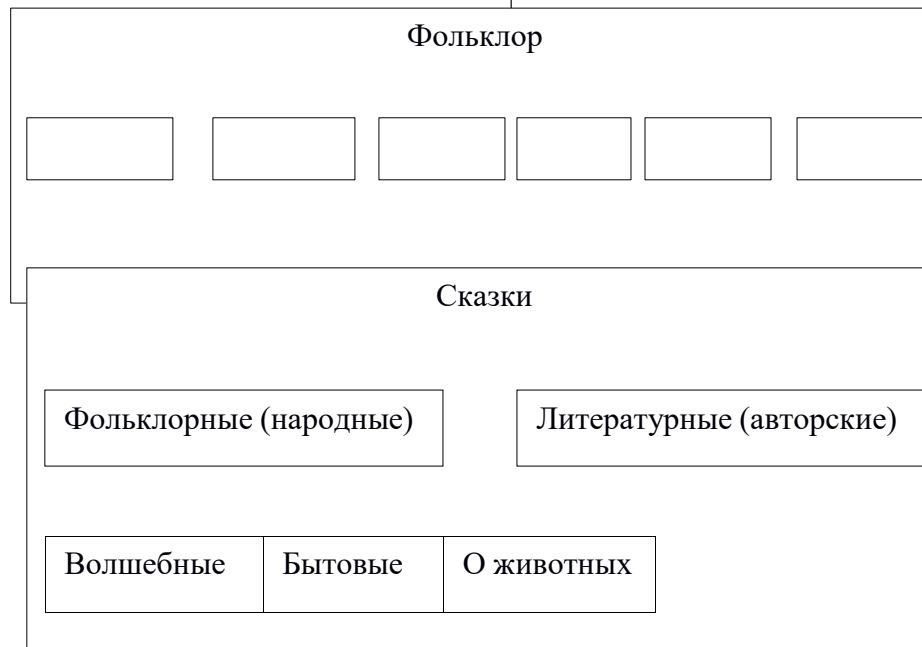 Фольклор
Сказки
Фольклорные (народные)
Литературные (авторские)
Волшебные
Бытовые
О животных